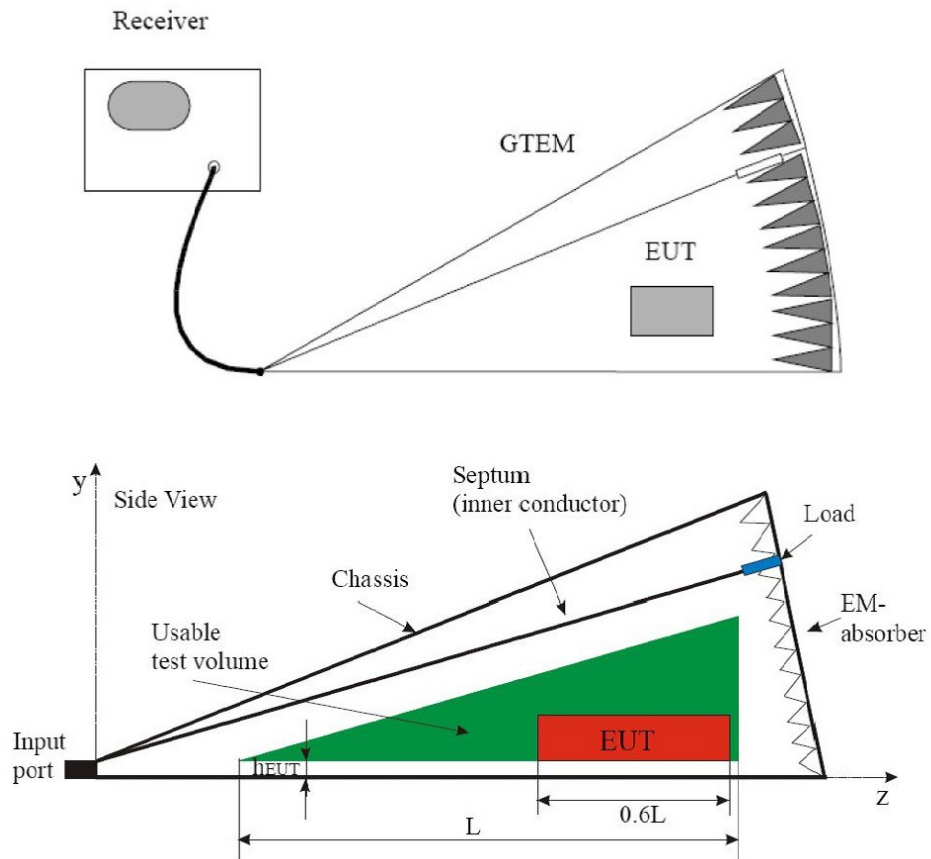 Receiver
GTEM
EUT
y
Side View
Septum
(inner conductor)
Load
Chassis
EM-
absorber
Usable
test volume
Input
port
EUT
hEUT
z
0.6L
L